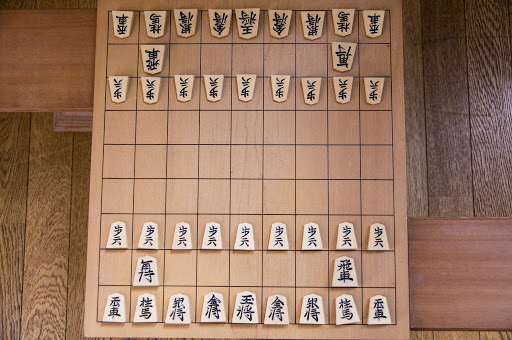 香車 桂馬 銀将 金将 王将 金将 銀将 桂馬 香車
飛車 角行
歩兵 歩兵 歩兵 歩兵 歩兵 歩兵 歩兵 歩兵 歩兵
歩兵 歩兵 歩兵 歩兵 歩兵 歩兵 歩兵 歩兵 歩兵
角行 飛車
香車 桂馬 銀将 金将 玉将 金将 銀将 桂馬 香車